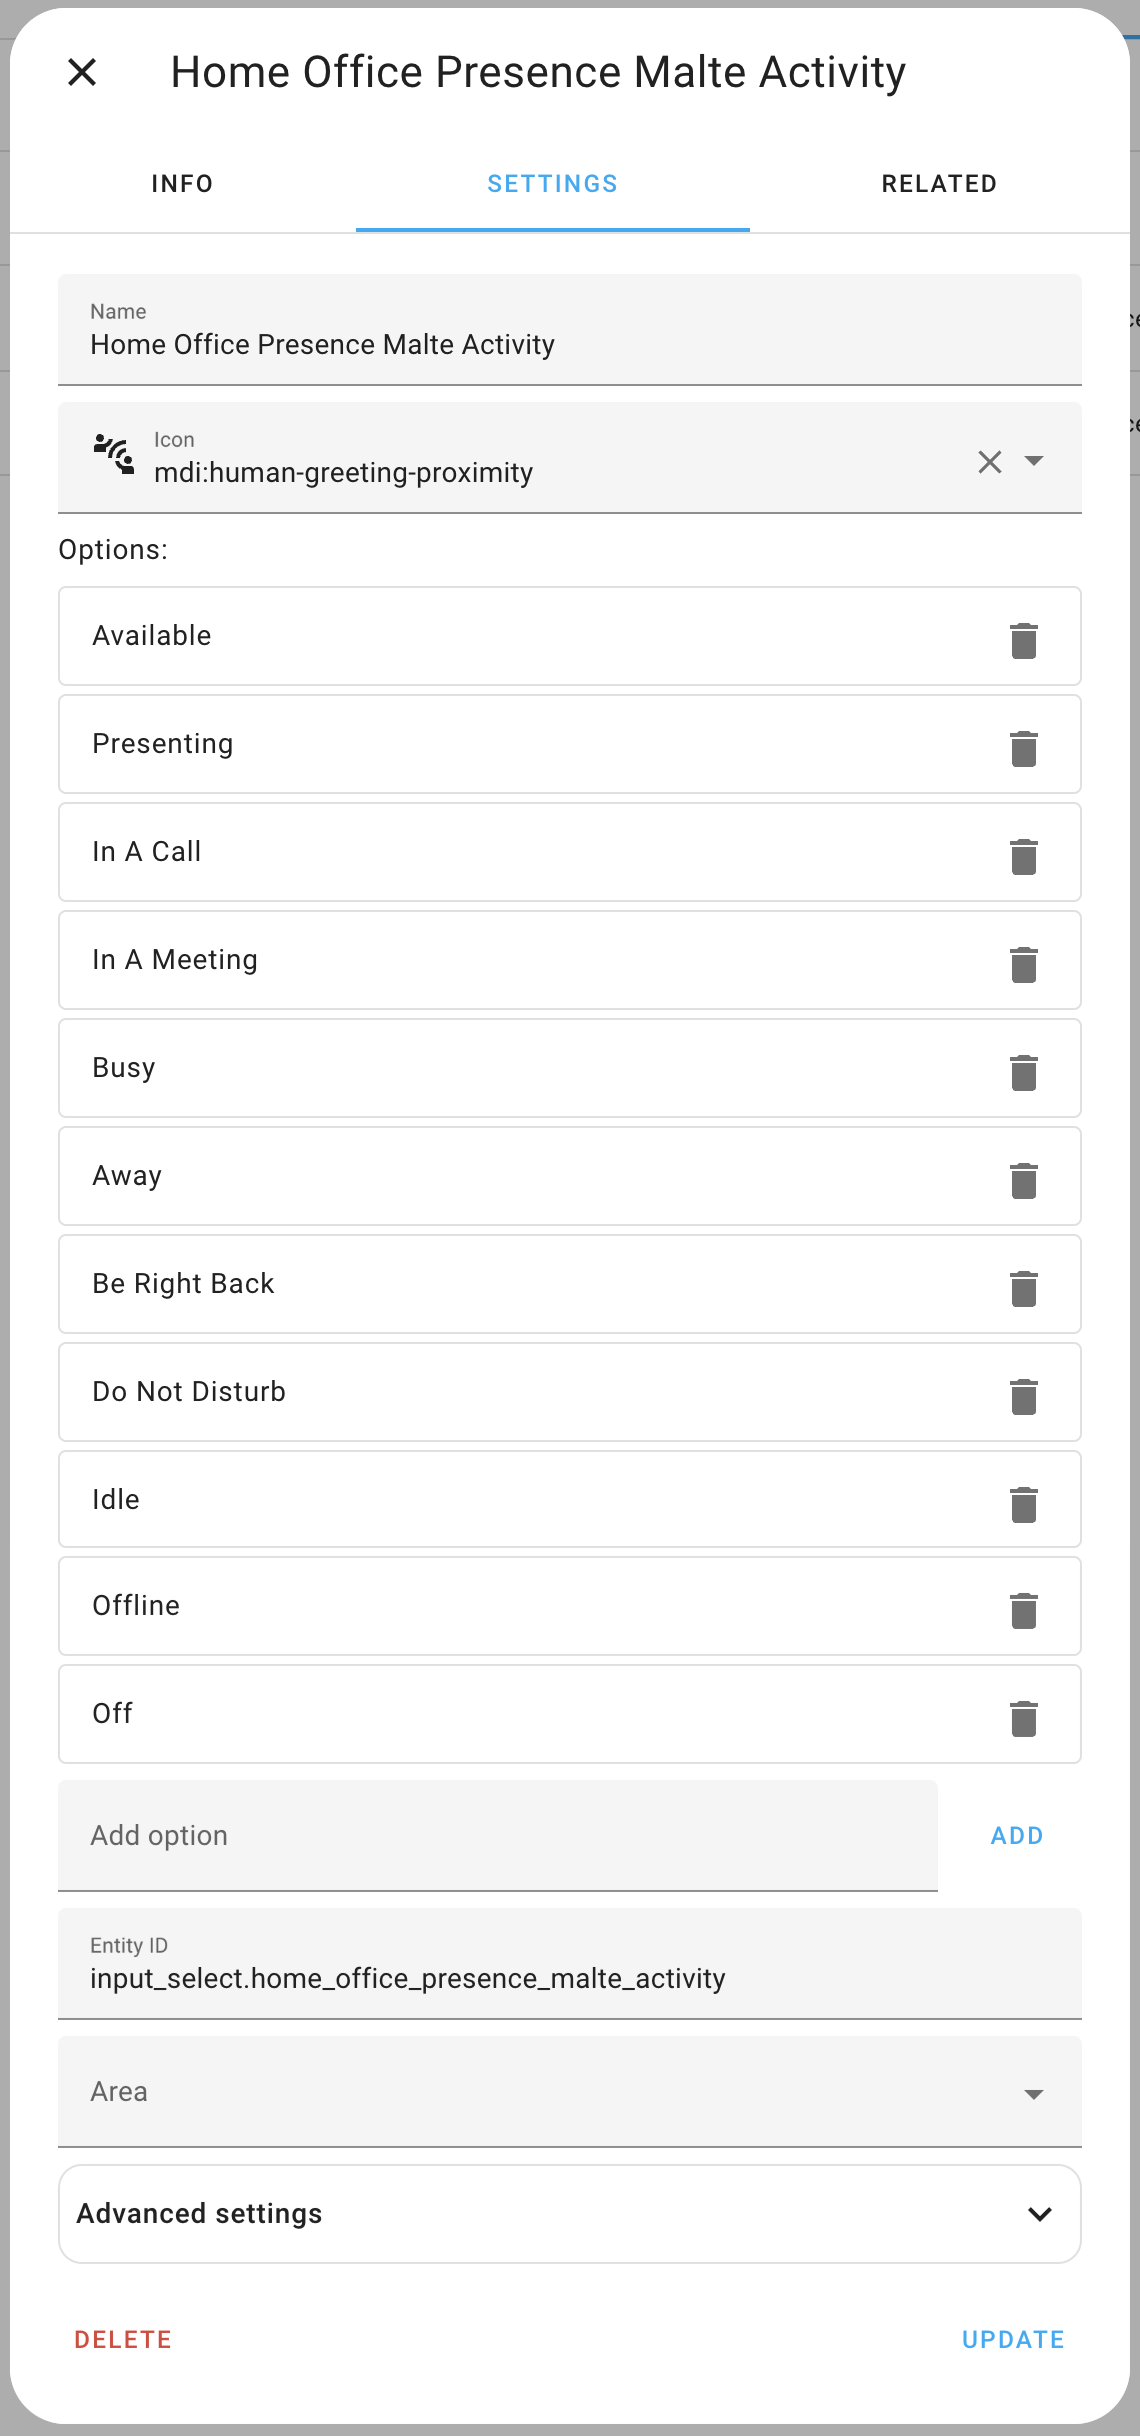 Home Office Presence Malte Activity
INFO
SETTINGS
RELATED
Name
Home Office Presence Malte Activity
Icon
mdi:human-greeting-proximity
Options:
Available
Presenting
In A Call
In A Meeting
Busy
Away
Be Right Back
Do Not Disturb
Idle
Offline
Off
Add option
ADD
Entity ID
input_select.home_office_presence_malte_activity
Area
Advanced settings
DELETE
UPDATE